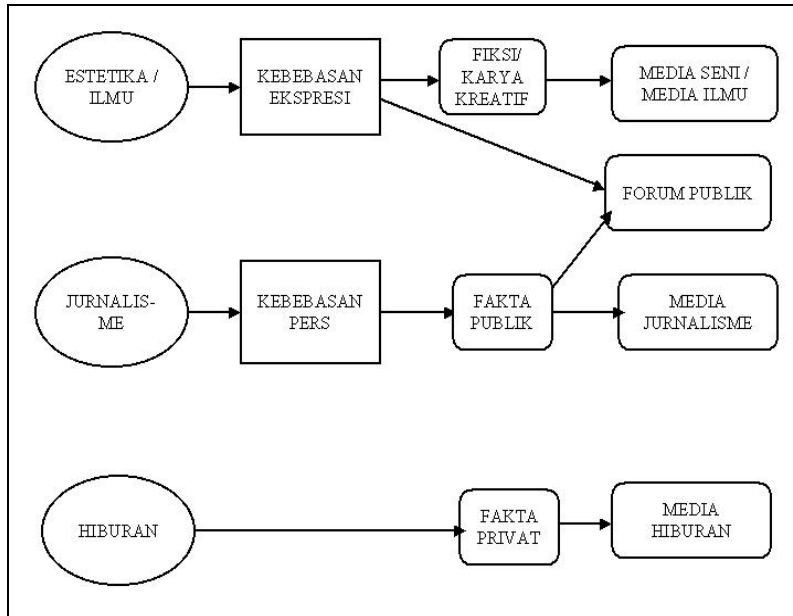 ESTETIKA /
ILMU
KEBEBASAN
EKSPRESI
FIKSI/
KARYA
KREATIF
MEDIA SENI /
MEDIA ILMU
FORUM PUBLIK
JURNALIS-
ME
KEBEBASAN
PERS
FAKTA
PUBLIK
MEDIA
JURNALISME
HIBURAN
FAKTA
PRIVAT
MEDIA
HIBURAN